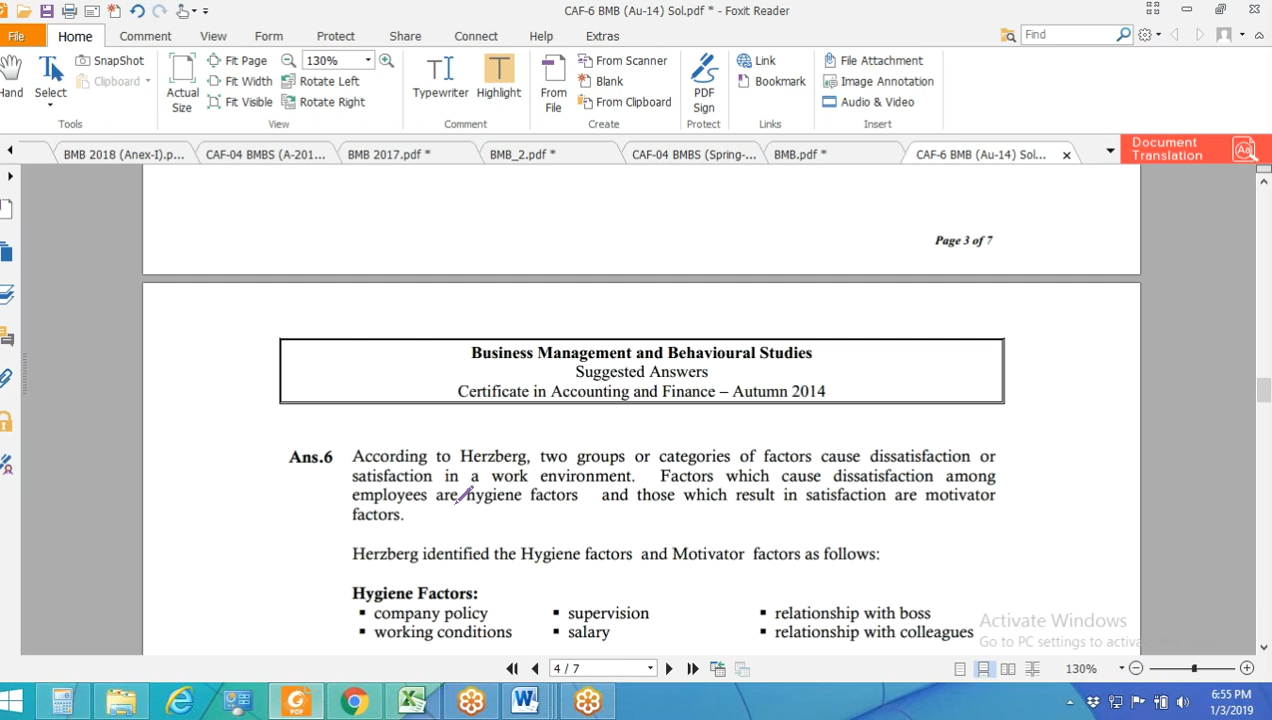 CAF-6 BMB (Au-14) Sol.pdf * - Foxit Reader
File Home Comment View Form Protect Share Connect Help Extras Find
Hand Select SnapShot Clipboard Tools
Actual Size Fit Page Fit Width Fit Visible 130% Rotate Left Rotate Right View
Typewriter Highlight Comment
From File From Scanner Blank From Clipboard Create
PDF Sign Protect
Link Bookmark Links
File Attachment Image Annotation Audio & Video Insert
BMB 2018 (Anex-I).p... CAF-04 BMBS (A-201... BMB 2017.pdf * BMB_2.pdf * CAF-04 BMBS (Spring-... BMB.pdf * CAF-6 BMB (Au-14) Sol...
Document Translation Aa
Page 3 of 7
Business Management and Behavioural Studies
Suggested Answers
Certificate in Accounting and Finance – Autumn 2014
Ans.6 According to Herzberg, two groups or categories of factors cause dissatisfaction or
satisfaction in a work environment. Factors which cause dissatisfaction among
employees are hygiene factors and those which result in satisfaction are motivator
factors.
Herzberg identified the Hygiene factors and Motivator factors as follows:
Hygiene Factors:
▪ company policy ▪ supervision ▪ relationship with boss
▪ working conditions ▪ salary ▪ relationship with colleagues
Activate Windows
Go to PC settings to activa
4 / 7 130%
6:55 PM
1/3/2019